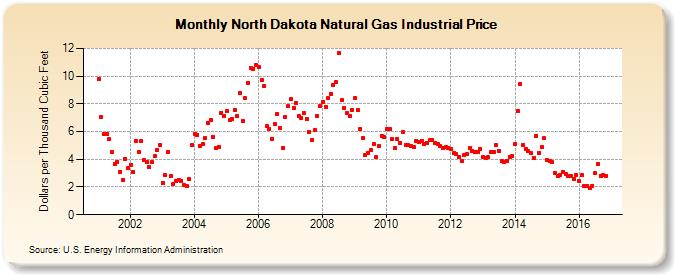 Monthly North Dakota Natural Gas Industrial Price
Dollars per Thousand Cubic Feet
12
10
8
6
4
2
0
2002 2004 2006 2008 2010 2012 2014 2016
Source: U.S. Energy Information Administration